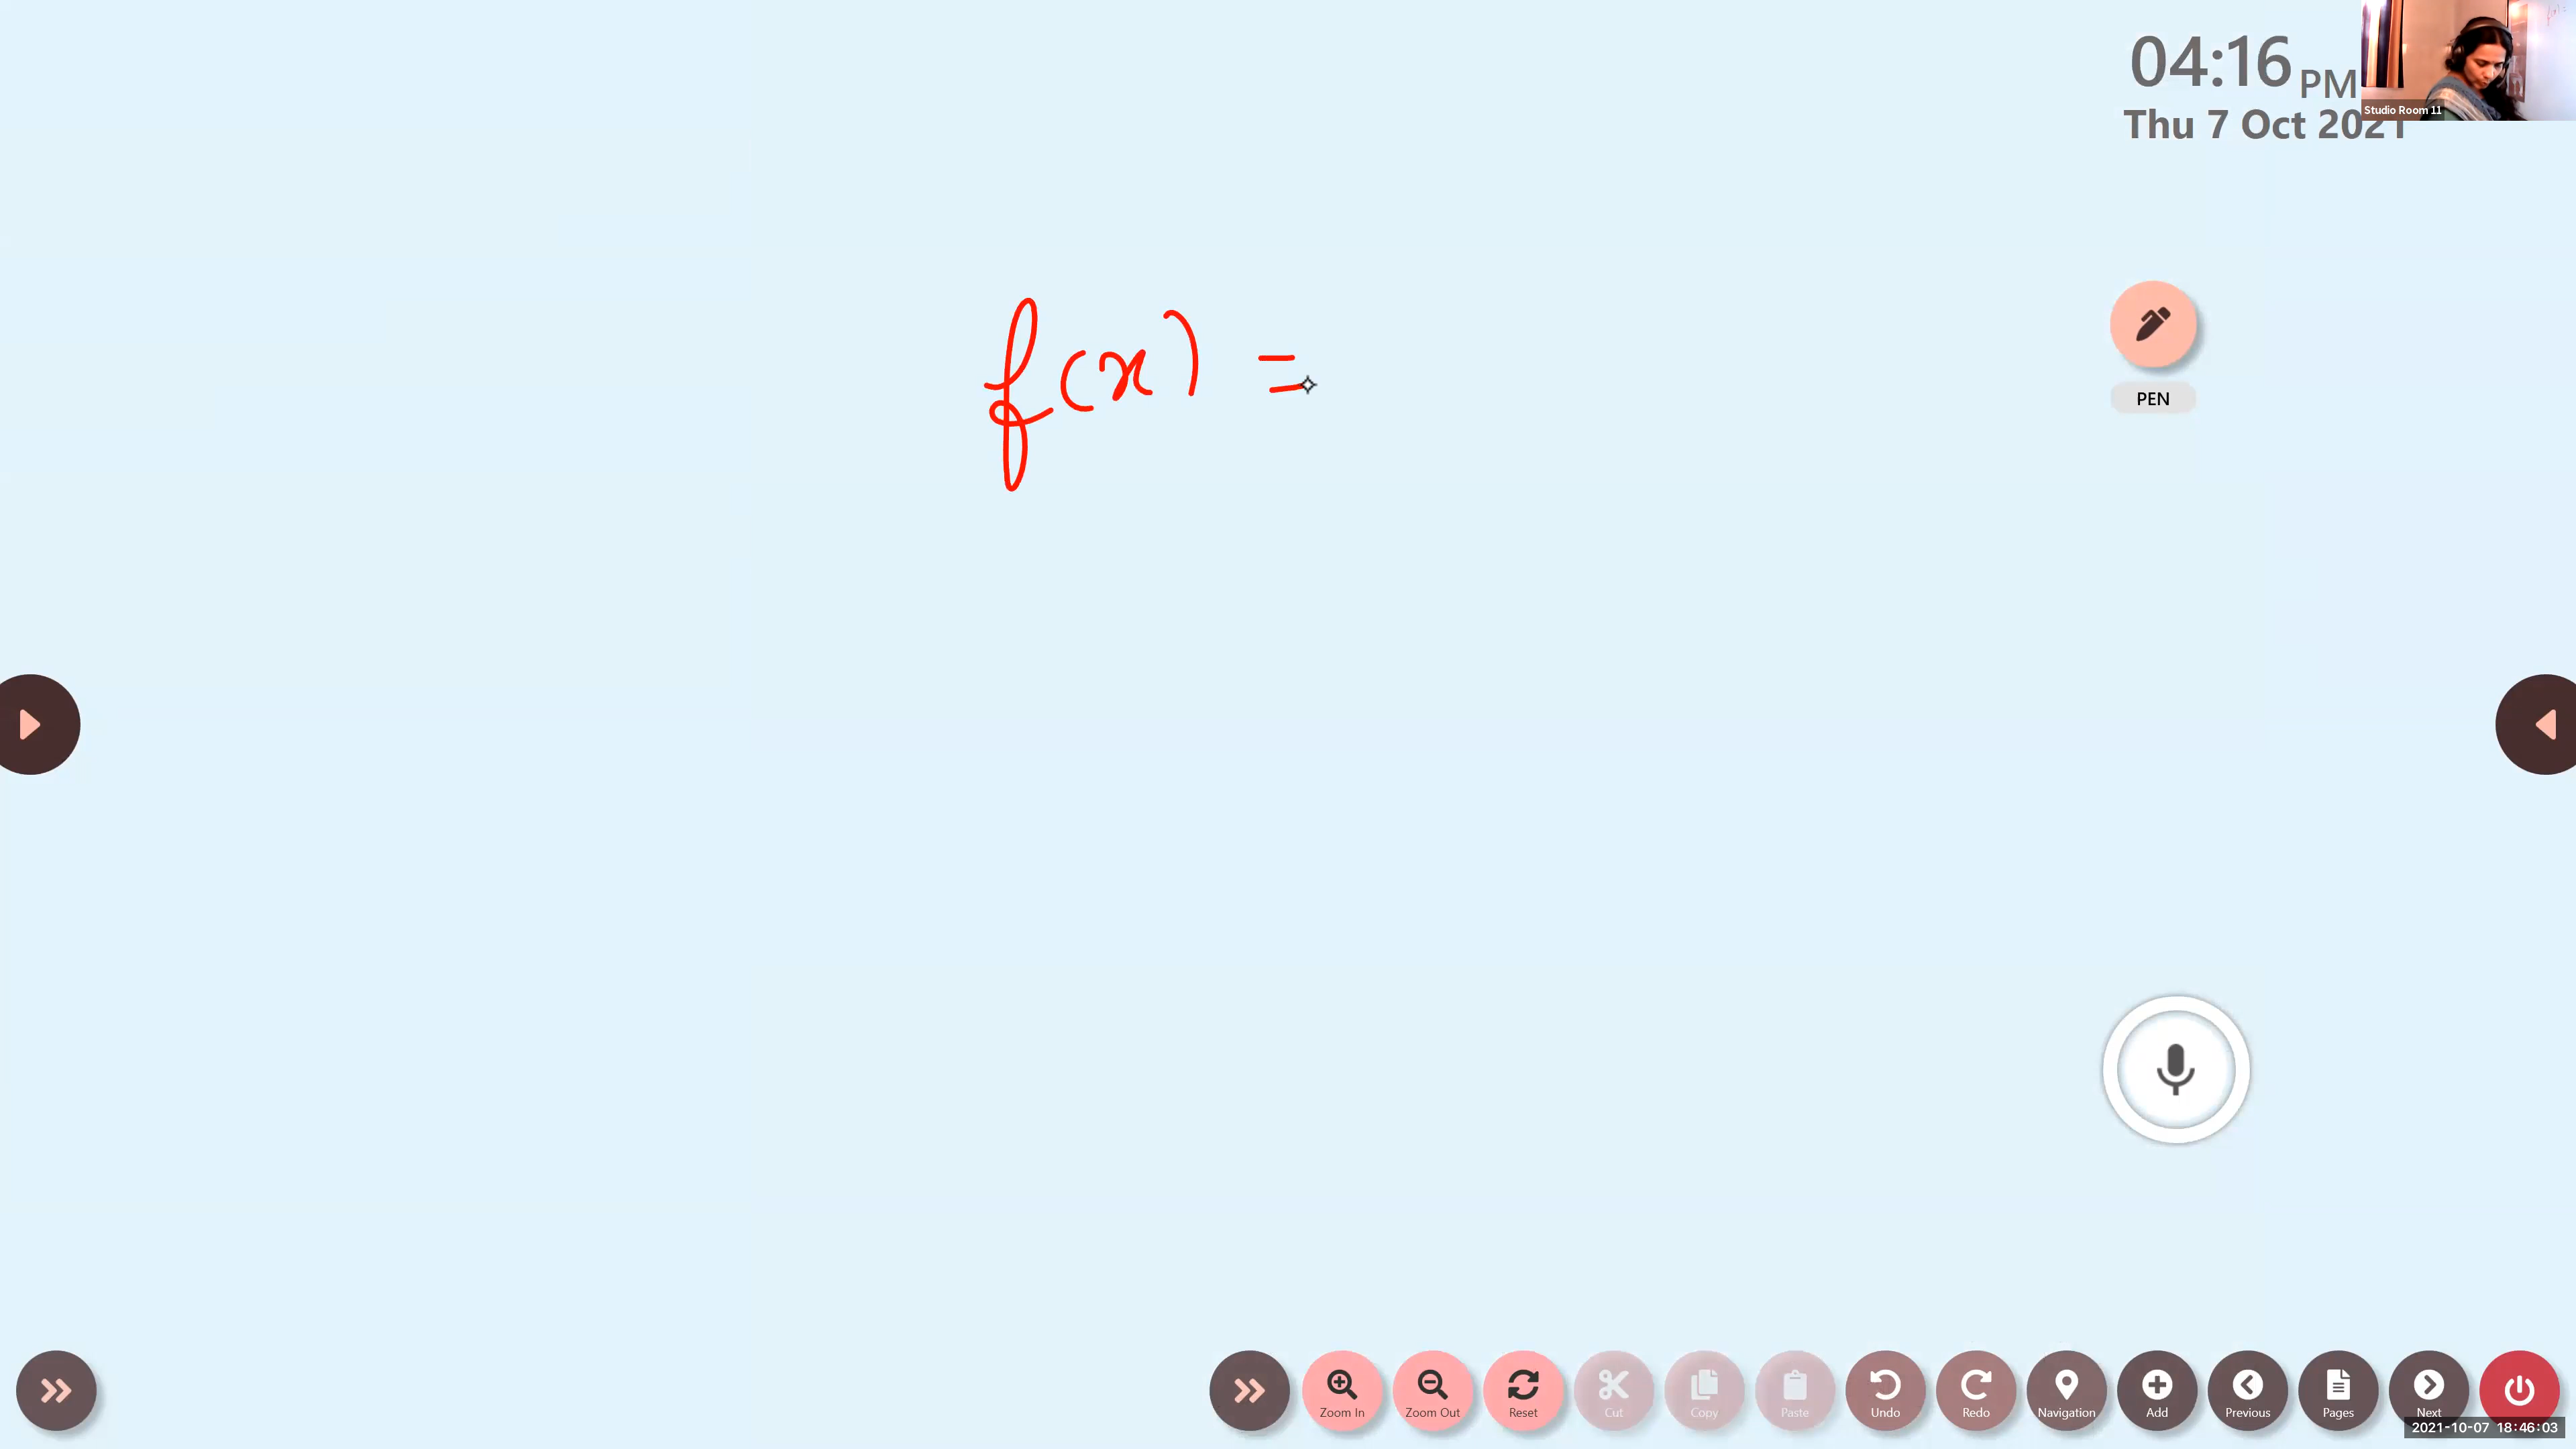 04:16 PM
Studio Room 11
Thu 7 Oct 2021
f(x) =
PEN
Zoom In Zoom Out Reset Cut Copy Paste Undo Redo Navigation Add Previous Pages Next
2021-10-07 18:46:03